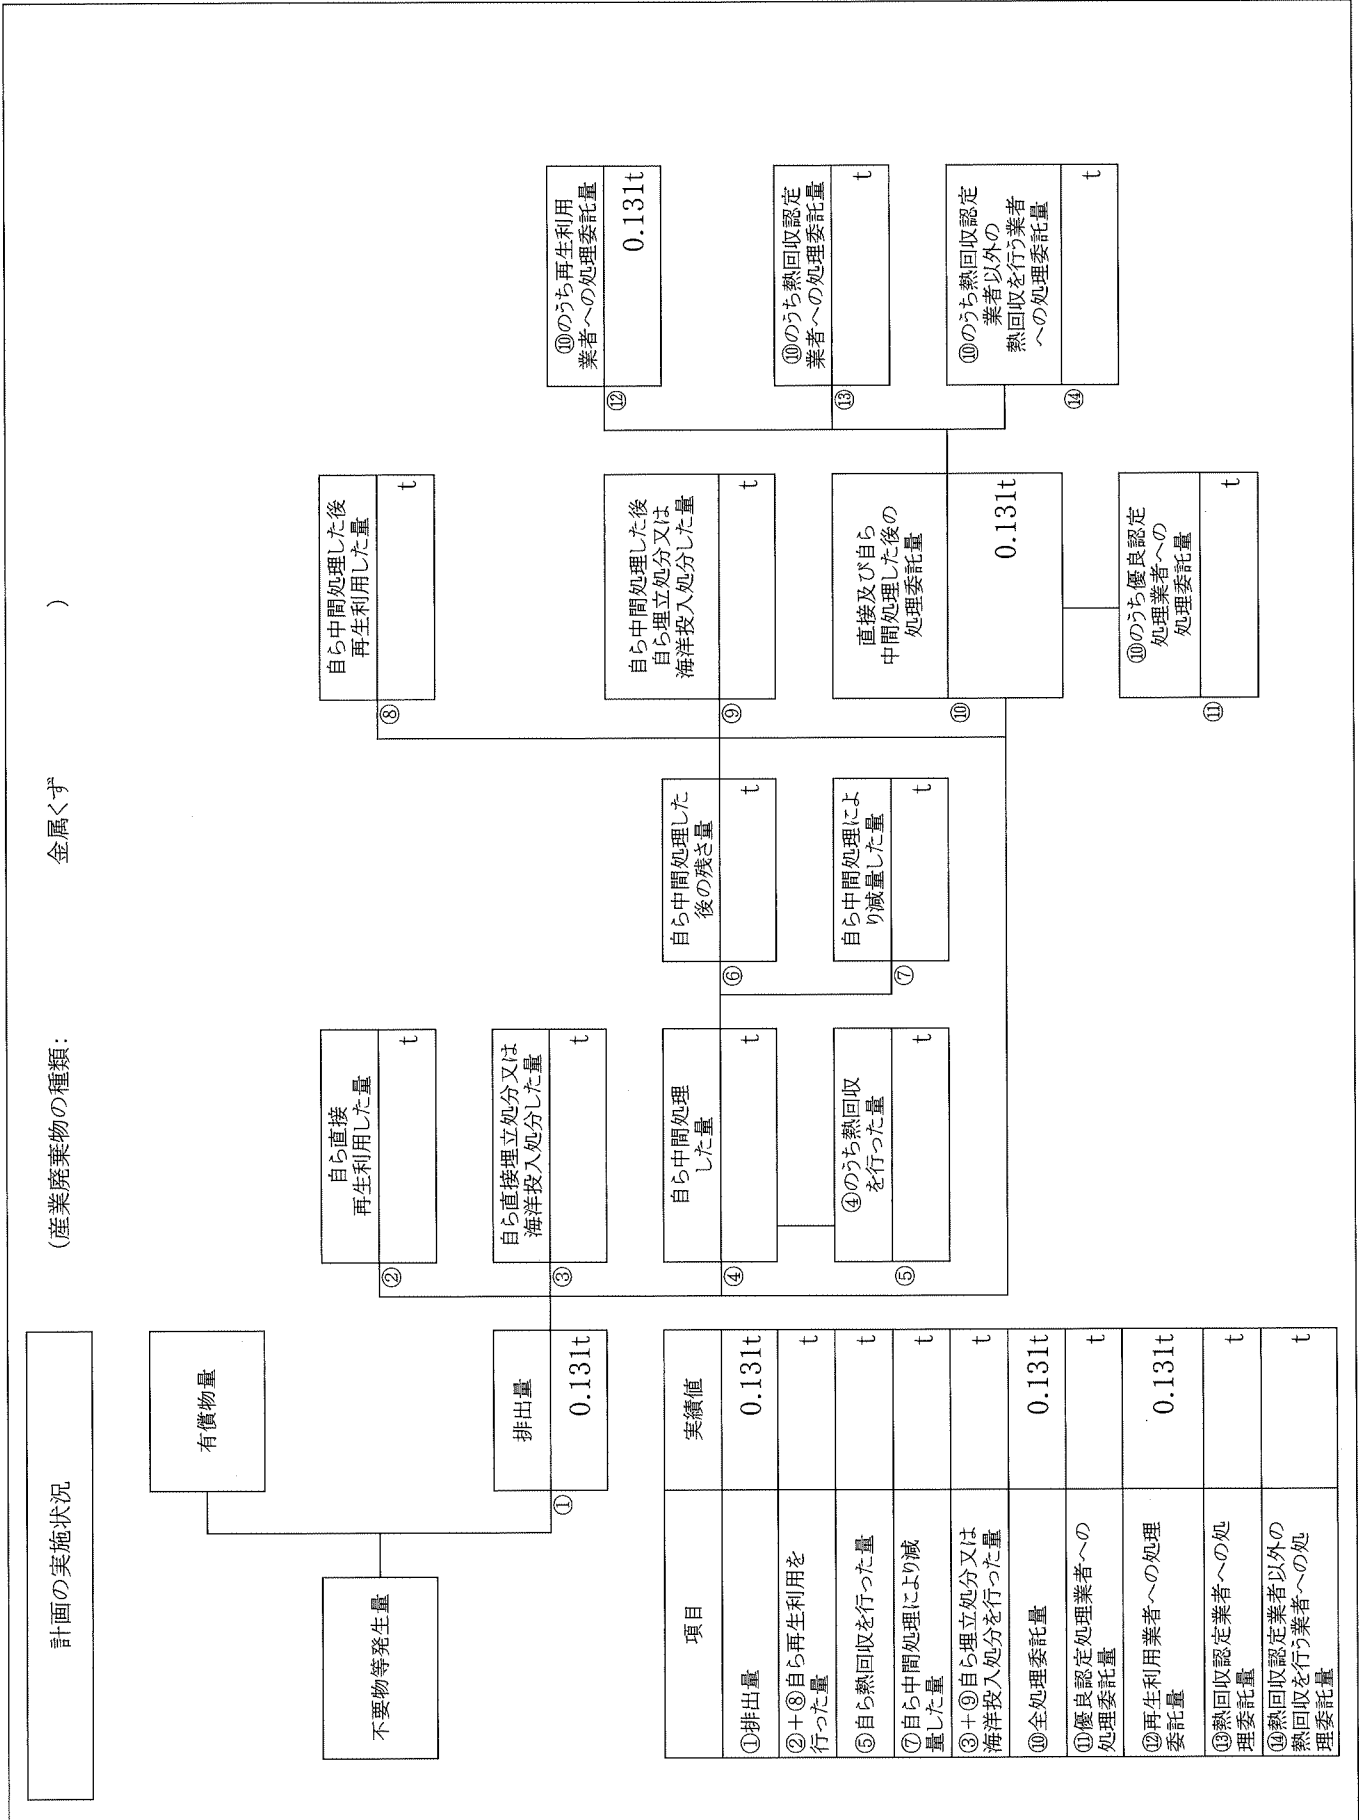 計画の実施状況
(産業廃棄物の種類： 金属くず )
不要物等発生量
有償物量
①
排出量
0.131t
②
自ら直接
再生利用した量
t
③
自ら直接埋立処分又は
海洋投入処分した量
t
④
自ら中間処理
した量
t
⑤
④のうち熱回収
を行った量
t
⑥
自ら中間処理した
後の残さ量
t
⑦
自ら中間処理によ
り減量した量
t
⑧
自ら中間処理した後
再生利用した量
t
⑨
自ら中間処理した後
自ら埋立処分又は
海洋投入処分した量
t
⑩
直接及び自ら
中間処理した後の
処理委託量
0.131t
⑪
⑩のうち優良認定
処理業者への
処理委託量
t
⑫
⑩のうち再生利用
業者への処理委託量
0.131t
⑬
⑩のうち熱回収認定
業者への処理委託量
t
⑭
⑩のうち熱回収認定
業者以外の
熱回収を行う業者
への処理委託量
t
項目 実績値
①排出量 0.131t
②+⑧自ら再生利用を
行った量 t
⑤自ら熱回収を行った量 t
⑦自ら中間処理により減
量した量 t
③+⑨自ら埋立処分又は
海洋投入処分を行った量 t
⑩全処理委託量 0.131t
⑪優良認定処理業者への
処理委託量 t
⑫再生利用業者への処理
委託量 0.131t
⑬熱回収認定業者への処
理委託量 t
⑭熱回収認定業者以外の
熱回収を行う業者への処
理委託量 t